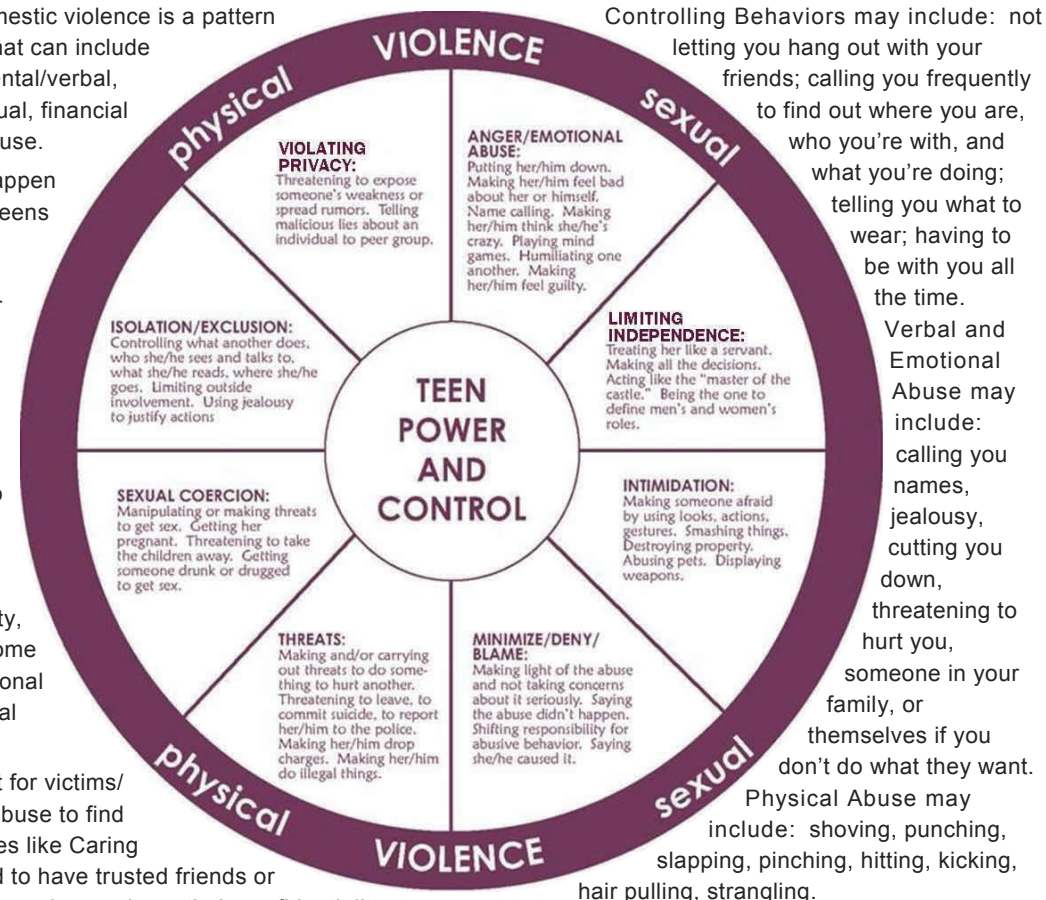 mestic violence is a pattern
hat can include
ental/verbal,
ual, financial
use.
appen
eens
ty,
ome
onal
al
t for victims/
buse to find
es like Caring
d to have trusted friends or
physical
VIOLENCE
sexual
VIOLATING
PRIVACY:
Threatening to expose
someone's weakness or
spread rumors. Telling
malicious lies about an
individual to peer group.
ANGER/EMOTIONAL
ABUSE:
Putting her/him down.
Making her/him feel bad
about her or himself.
Name calling. Making
her/him think she/he's
crazy. Playing mind
games. Humiliating one
another. Making
her/him feel guilty.
ISOLATION/EXCLUSION:
Controlling what another does,
who she/he sees and talks to,
what she/he reads, where she/he
goes. Limiting outside
involvement. Using jealousy
to justify actions
LIMITING
INDEPENDENCE:
Treating her like a servant.
Making all the decisions.
Acting like the "master of the
castle." Being the one to
define men's and women's
roles.
TEEN
POWER
AND
CONTROL
SEXUAL COERCION:
Manipulating or making threats
to get sex. Getting her
pregnant. Threatening to take
the children away. Getting
someone drunk or drugged
to get sex.
INTIMIDATION:
Making someone afraid
by using looks, actions,
gestures. Smashing things.
Destroying property.
Abusing pets. Displaying
weapons.
THREATS:
Making and/or carrying
out threats to do some-
thing to hurt another.
Threatening to leave, to
commit suicide, to report
her/him to the police.
Making her/him drop
charges. Making her/him
do illegal things.
MINIMIZE/DENY/
BLAME:
Making light of the abuse
and not taking concerns
about it seriously. Saying
the abuse didn't happen.
Shifting responsibility for
abusive behavior. Saying
she/he caused it.
physical
VIOLENCE
sexual
Controlling Behaviors may include: not
letting you hang out with your
friends; calling you frequently
to find out where you are,
who you're with, and
what you're doing;
telling you what to
wear; having to
be with you all
the time.
Verbal and
Emotional
Abuse may
include:
calling you
names,
jealousy,
cutting you
down,
threatening to
hurt you,
someone in your
family, or
themselves if you
don't do what they want.
Physical Abuse may
include: shoving, punching,
slapping, pinching, hitting, kicking,
hair pulling, strangling.